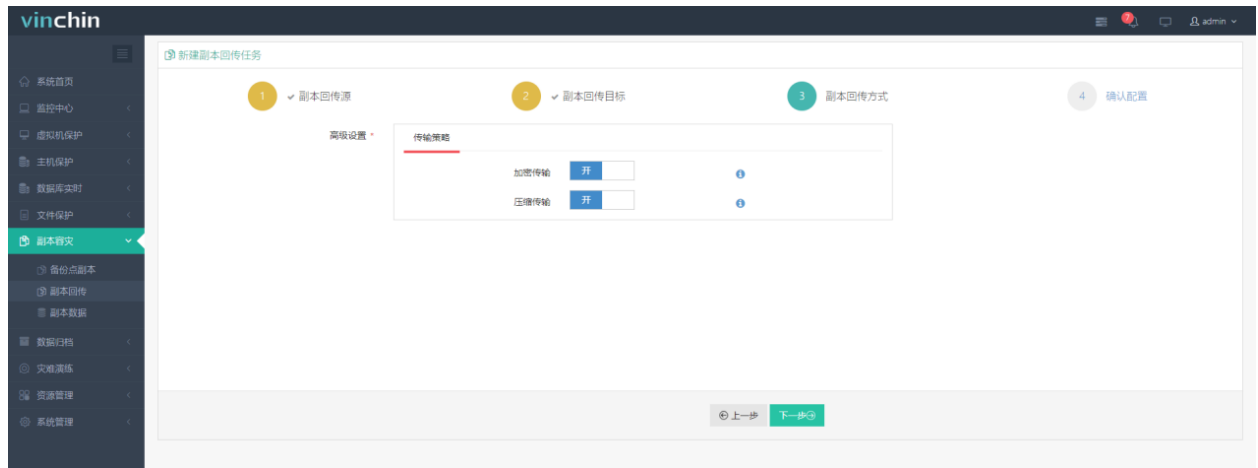 vinchin
7
admin
新建副本回传任务
系统首页
监控中心
虚拟机保护
主机保护
数据库实时
文件保护
副本容灾
备份点副本
副本回传
副本数据
数据归档
灾难演练
资源管理
系统管理
1 副本回传源
2 副本回传目标
3 副本回传方式
4 确认配置
高级设置 *
传输策略
加密传输 开
压缩传输 开
上一步
下一步